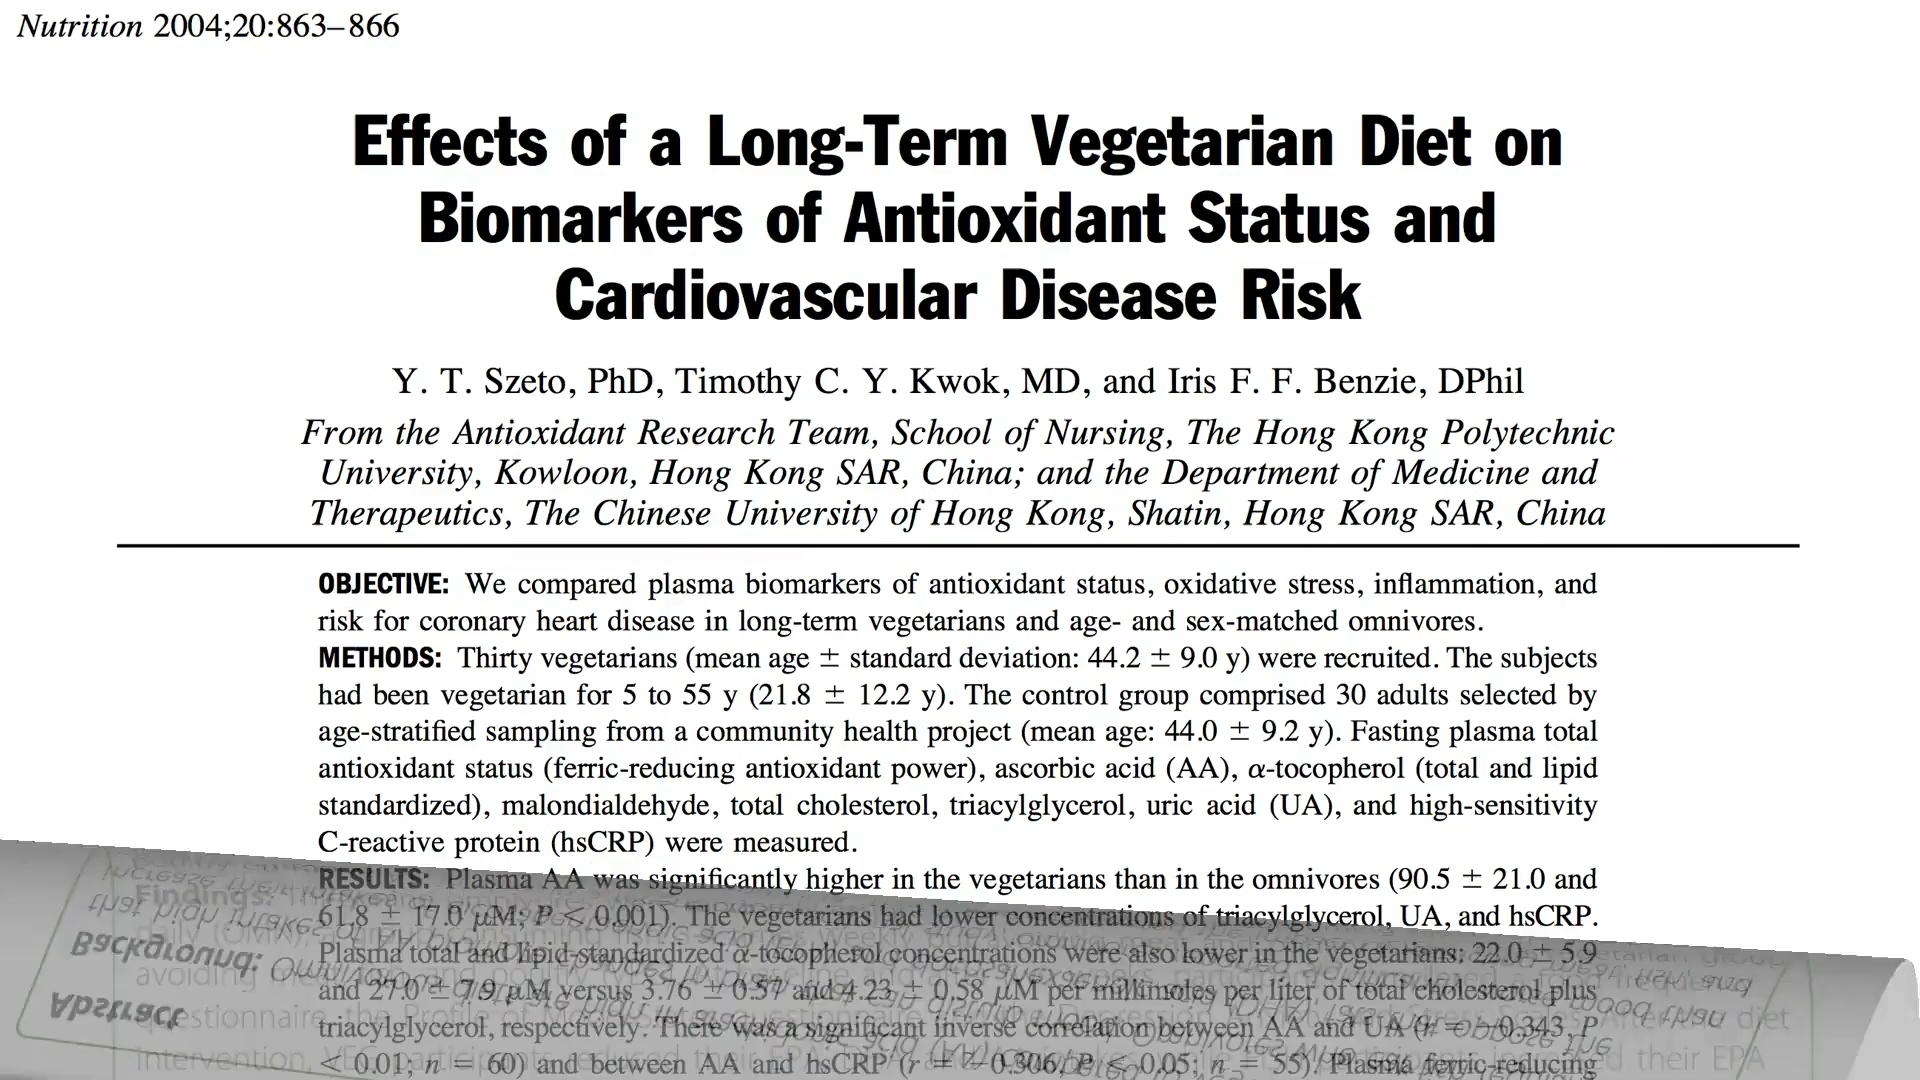 Nutrition 2004;20:863–866
Effects of a Long-Term Vegetarian Diet on
Biomarkers of Antioxidant Status and
Cardiovascular Disease Risk
Y. T. Szeto, PhD, Timothy C. Y. Kwok, MD, and Iris F. F. Benzie, DPhil
From the Antioxidant Research Team, School of Nursing, The Hong Kong Polytechnic
University, Kowloon, Hong Kong SAR, China; and the Department of Medicine and
Therapeutics, The Chinese University of Hong Kong, Shatin, Hong Kong SAR, China
OBJECTIVE: We compared plasma biomarkers of antioxidant status, oxidative stress, inflammation, and
risk for coronary heart disease in long-term vegetarians and age- and sex-matched omnivores.
METHODS: Thirty vegetarians (mean age ± standard deviation: 44.2 ± 9.0 y) were recruited. The subjects
had been vegetarian for 5 to 55 y (21.8 ± 12.2 y). The control group comprised 30 adults selected by
age-stratified sampling from a community health project (mean age: 44.0 ± 9.2 y). Fasting plasma total
antioxidant status (ferric-reducing antioxidant power), ascorbic acid (AA), α-tocopherol (total and lipid
standardized), malondialdehyde, total cholesterol, triacylglycerol, uric acid (UA), and high-sensitivity
C-reactive protein (hsCRP) were measured.
RESULTS: Plasma AA was significantly higher in the vegetarians than in the omnivores (90.5 ± 21.0 and
61.8 ± 17.0 μM; P < 0.001). The vegetarians had lower concentrations of triacylglycerol, UA, and hsCRP.
Plasma total and lipid-standardized α-tocopherol concentrations were also lower in the vegetarians: 22.0 ± 5.9
and 27.0 ± 7.9 μM versus 3.76 ± 0.57 and 4.23 ± 0.58 μM per millimoles per liter of total cholesterol plus
triacylglycerol, respectively. There was a significant inverse correlation between AA and UA (r = −0.343, P
< 0.01; n = 60) and between AA and hsCRP (r = −0.306, P < 0.05; n = 55). Plasma ferric-reducing
Findings:
Background:
Abstract